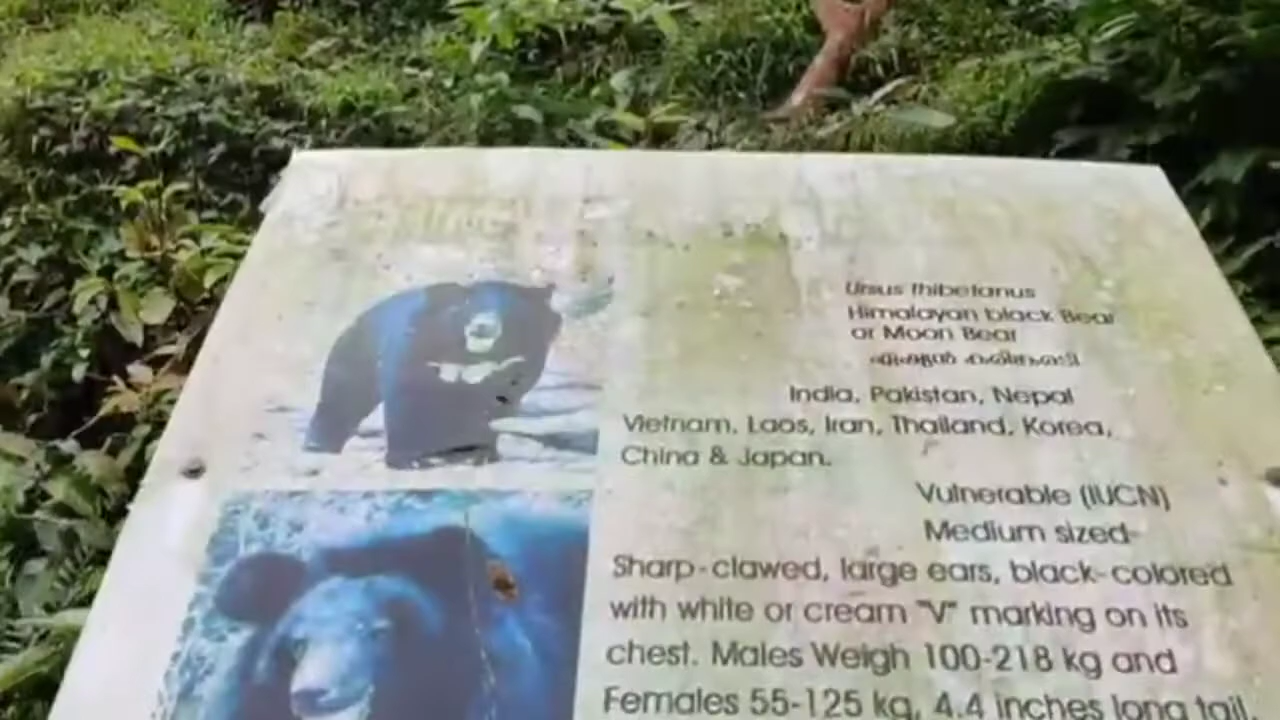 Ursus thibetanus
Himalayan black Bear
or Moon Bear
India, Pakistan, Nepal
Vietnam, Laos, Iran, Thailand, Korea,
China & Japan.
Vulnerable (IUCN)
Medium sized-
Sharp-clawed, large ears, black-colored
with white or cream "V" marking on its
chest. Males Weigh 100-218 kg and
Females 55-125 kg, 4.4 inches long tail.